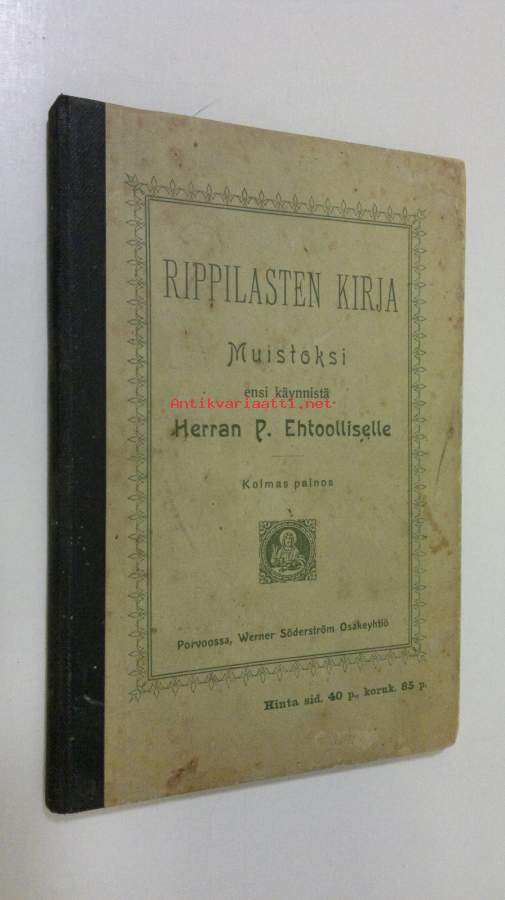 RIPPILASTEN KIRJA
Muistoksi
ensi käynnistä
Antikvariaatti.net
Herran P. Ehtoolliselle
Kolmas painos
Porvoossa, Werner Söderström Osakeyhtiö
Hinta sid. 40 p., koruk. 85 p.